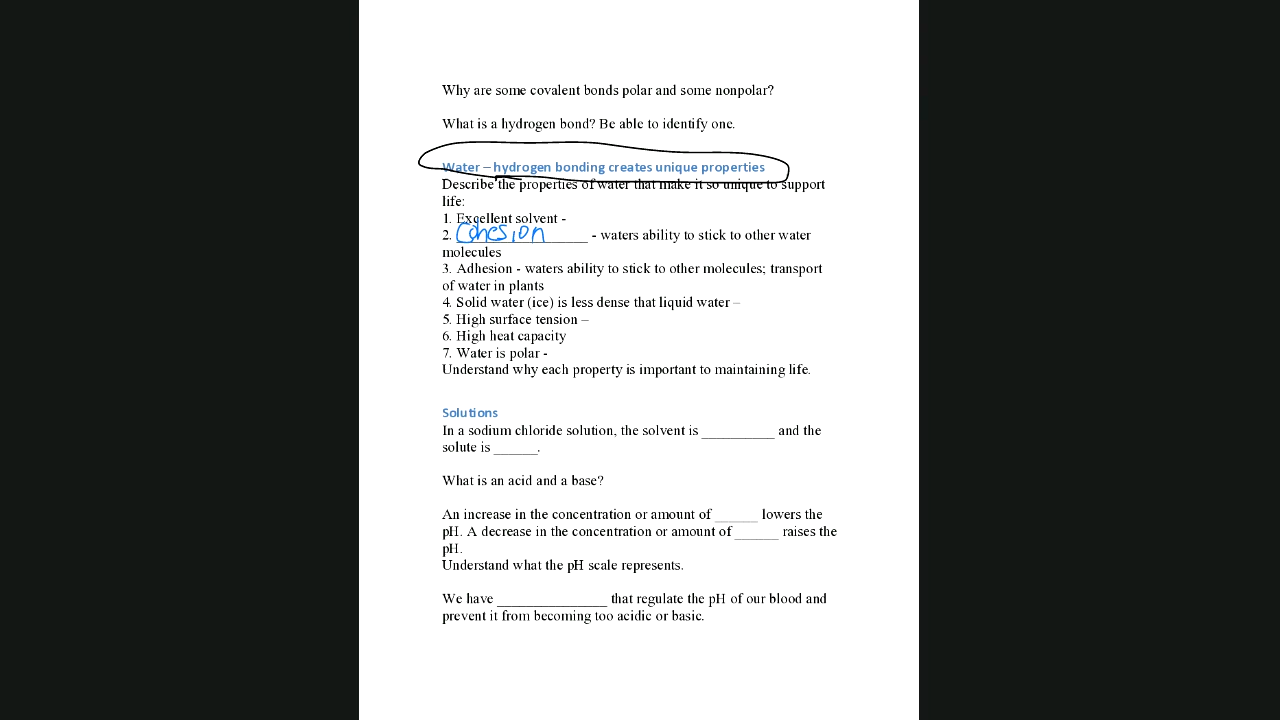 Why are some covalent bonds polar and some nonpolar?
What is a hydrogen bond? Be able to identify one.
Water – hydrogen bonding creates unique properties
Describe the properties of water that make it so unique to support
life:
1. Excellent solvent -
2. Cohesion - waters ability to stick to other water
molecules
3. Adhesion - waters ability to stick to other molecules; transport
of water in plants
4. Solid water (ice) is less dense that liquid water –
5. High surface tension –
6. High heat capacity
7. Water is polar -
Understand why each property is important to maintaining life.
Solutions
In a sodium chloride solution, the solvent is __________ and the
solute is ______.
What is an acid and a base?
An increase in the concentration or amount of ______ lowers the
pH. A decrease in the concentration or amount of ______ raises the
pH.
Understand what the pH scale represents.
We have _______________ that regulate the pH of our blood and
prevent it from becoming too acidic or basic.